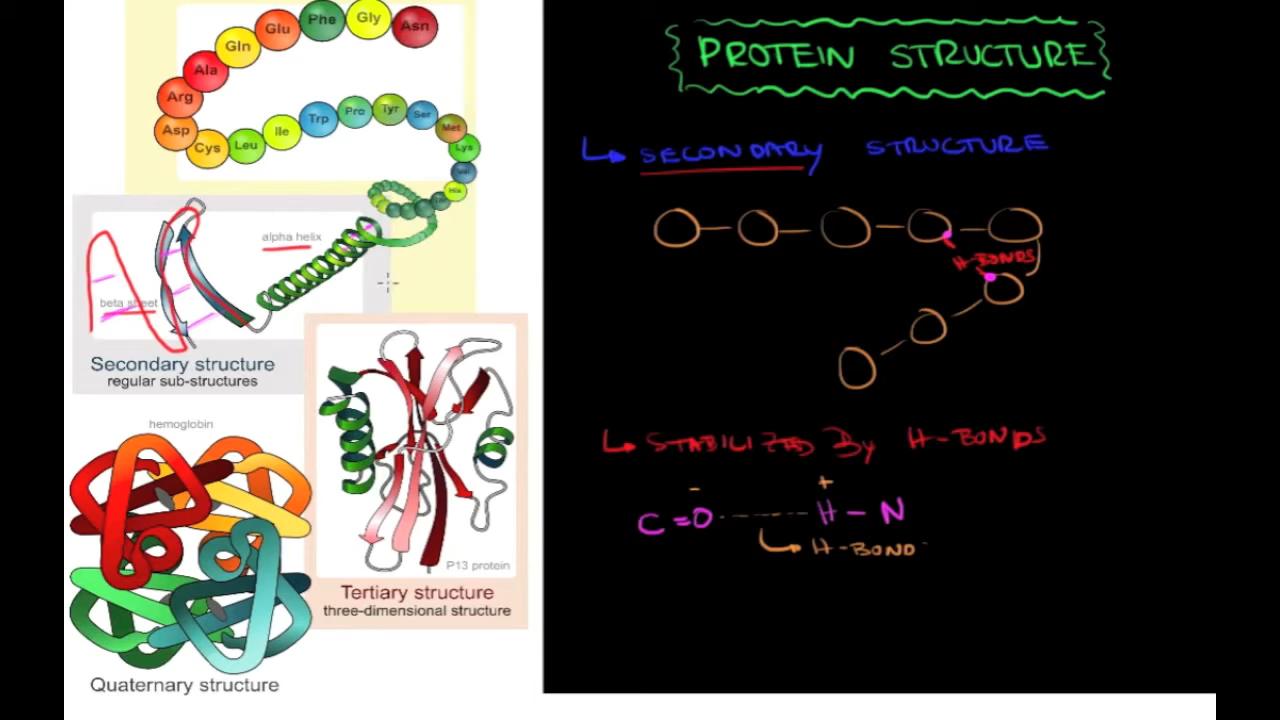 Asn
Gly
Phe
Glu
Gln
Ala
Arg
Asp
Cys
Leu
Ile
Trp
Pro
Tyr
Ser
Met
Lys
Val
His
alpha helix
beta sheet
Secondary structure
regular sub-structures
hemoglobin
P13 protein
Tertiary structure
three-dimensional structure
Quaternary structure
PROTEIN STRUCTURE
SECONDARY STRUCTURE
H-BONDS
STABILIZED By H-BONDS
- +
C=O ------ H - N
H-BOND